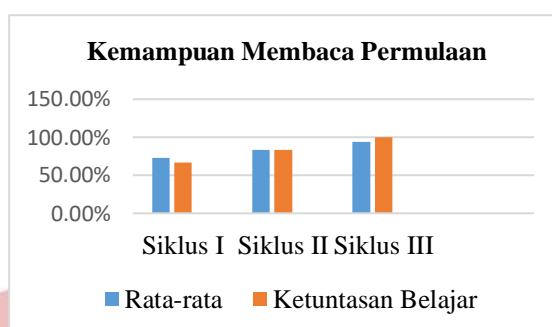 Kemampuan Membaca Permulaan
150.00%
100.00%
50.00%
0.00%
Siklus I Siklus II Siklus III
Rata-rata Ketuntasan Belajar